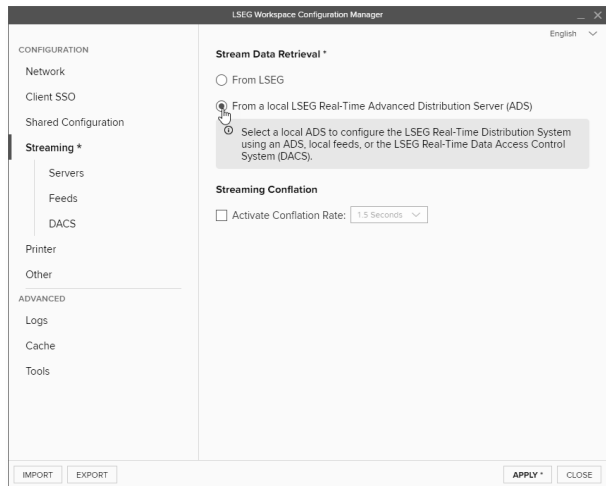 LSEG Workspace Configuration Manager
English
CONFIGURATION
Network
Client SSO
Shared Configuration
Streaming *
Servers
Feeds
DACS
Printer
Other
ADVANCED
Logs
Cache
Tools
Stream Data Retrieval *
From LSEG
From a local LSEG Real-Time Advanced Distribution Server (ADS)
Select a local ADS to configure the LSEG Real-Time Distribution System
using an ADS, local feeds, or the LSEG Real-Time Data Access Control
System (DACS).
Streaming Conflation
Activate Conflation Rate: 1.5 Seconds
IMPORT EXPORT APPLY * CLOSE